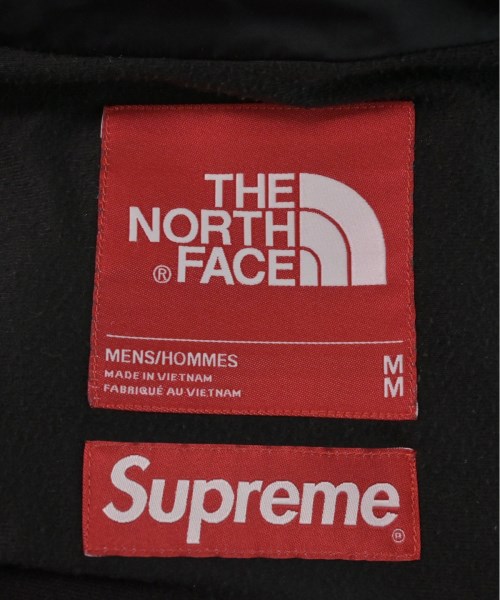 THE
NORTH
® FACE
MENS/HOMMES M
MADE IN VIETNAM
FABRIQUÉ AU VIETNAM M
Supreme®